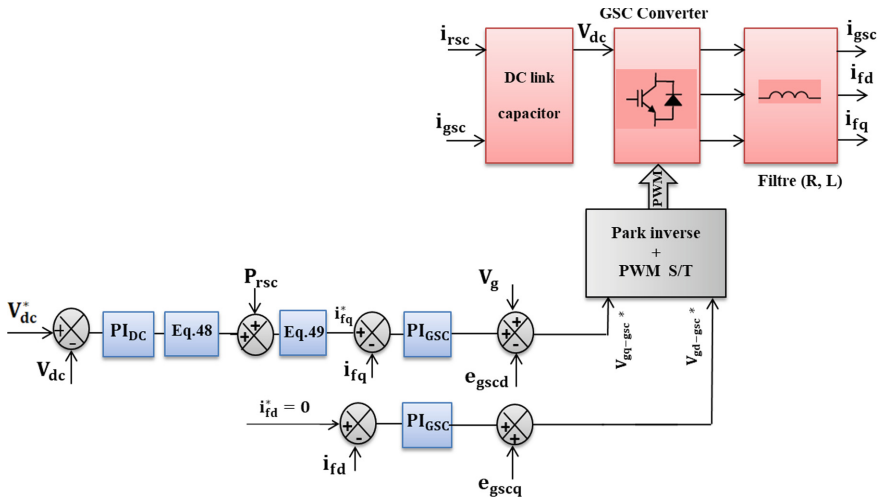 GSC Converter
i_rsc
V_dc
i_gsc
DC link
capacitor
i_fd
i_gsc
i_fq
Filtre (R, L)
PWM
Park inverse
+
PWM S/T
P_rsc
V_g
V*_dc
+
-
PI_DC
Eq.48
+
+
Eq.49
i*_fq
+
-
PI_GSC
+
+
-
V_gq-gsc*
V_gd-gsc*
V_dc
i_fq
e_gscd
i*_fd = 0
+
-
PI_GSC
+
+
i_fd
e_gscq